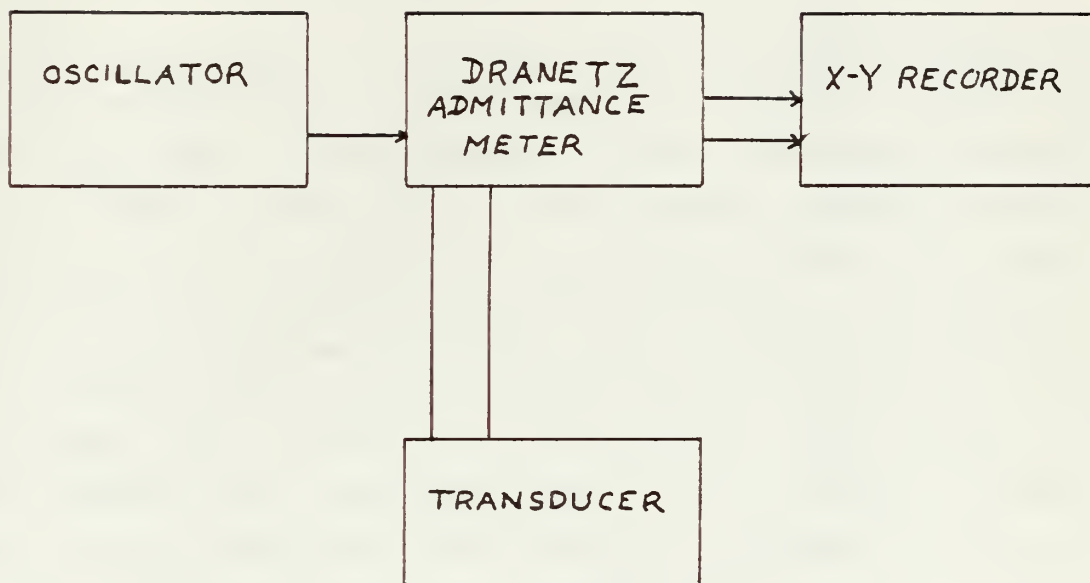 OSCILLATOR
DRANETZ
ADMITTANCE
METER
X-Y RECORDER
TRANSDUCER